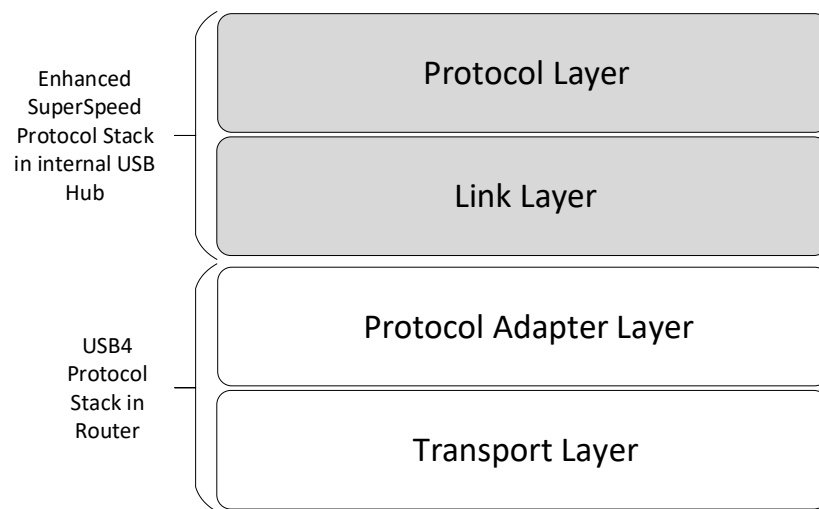 Enhanced
SuperSpeed
Protocol Stack
in internal USB
Hub
Protocol Layer
Link Layer
USB4
Protocol
Stack in
Router
Protocol Adapter Layer
Transport Layer